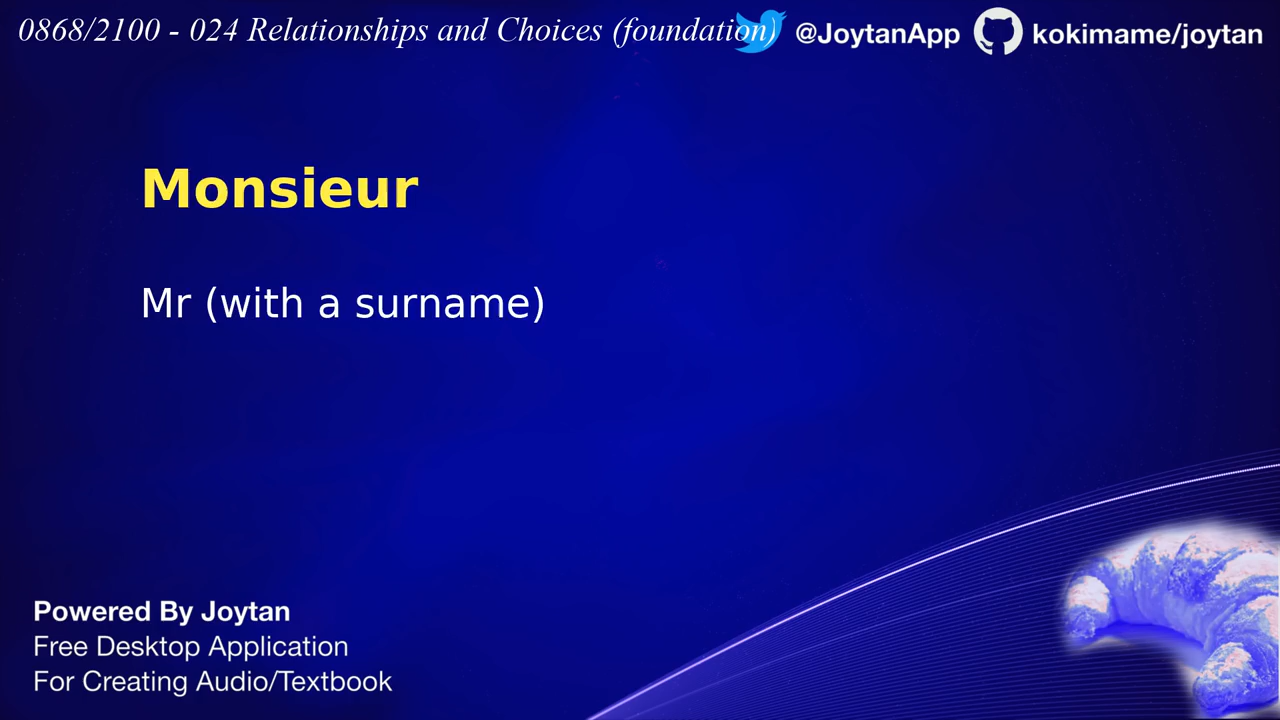 0868/2100 - 024 Relationships and Choices (foundation)
@JoytanApp
kokimame/joytan
Monsieur
Mr (with a surname)
Powered By Joytan
Free Desktop Application
For Creating Audio/Textbook